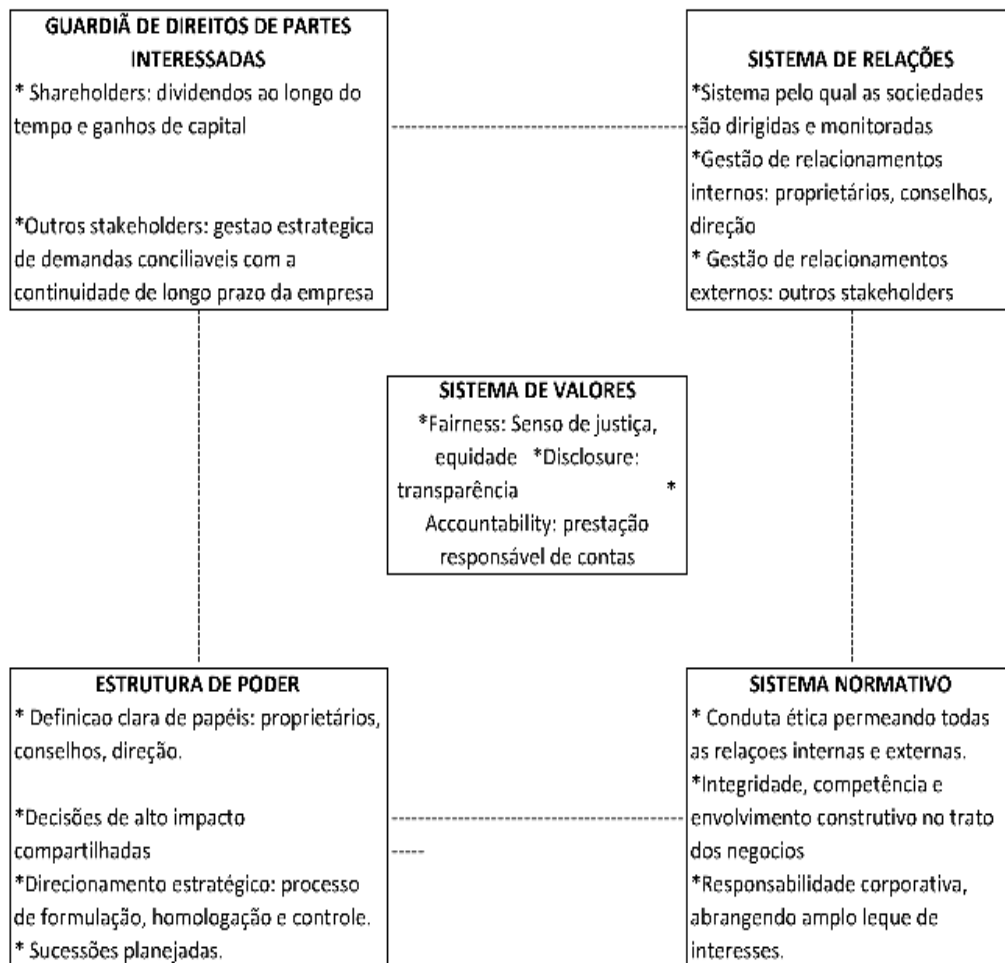 GUARDIÃ DE DIREITOS DE PARTES
INTERESSADAS
* Shareholders: dividendos ao longo do
tempo e ganhos de capital
*Outros stakeholders: gestao estrategica
de demandas conciliaveis com a
continuidade de longo prazo da empresa
SISTEMA DE RELAÇÕES
*Sistema pelo qual as sociedades
são dirigidas e monitoradas
*Gestão de relacionamentos
internos: proprietários, conselhos,
direção
* Gestão de relacionamentos
externos: outros stakeholders
SISTEMA DE VALORES
*Fairness: Senso de justiça,
equidade *Disclosure:
transparência *
Accountability: prestação
responsável de contas
ESTRUTURA DE PODER
* Definicao clara de papéis: proprietários,
conselhos, direção.
*Decisões de alto impacto
compartilhadas
*Direcionamento estratégico: processo
de formulação, homologação e controle.
* Sucessões planejadas.
SISTEMA NORMATIVO
* Conduta ética permeando todas
as relaçoes internas e externas.
*Integridade, competência e
envolvimento construtivo no trato
dos negocios
*Responsabilidade corporativa,
abrangendo amplo leque de
interesses.